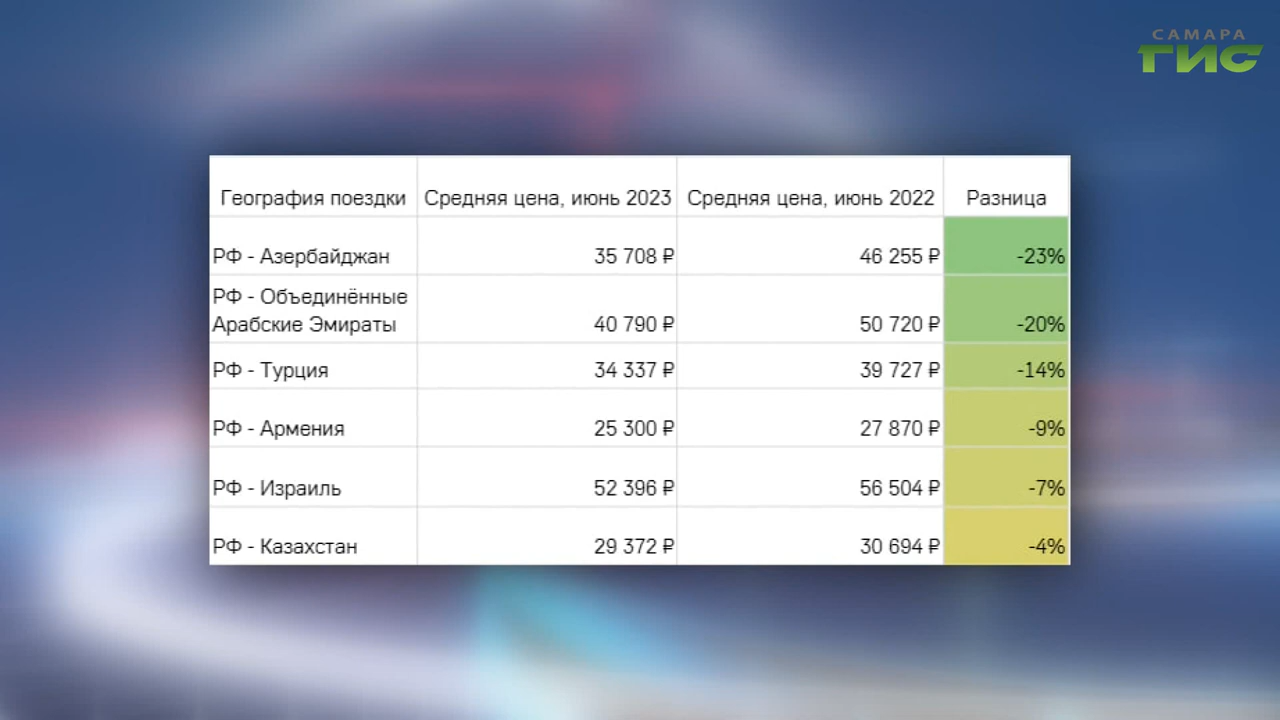 САМАРА
ГИС
География поездки Средняя цена, июнь 2023 Средняя цена, июнь 2022 Разница
РФ - Азербайджан 35 708 ₽ 46 255 ₽ -23%
РФ - Объединённые
Арабские Эмираты 40 790 ₽ 50 720 ₽ -20%
РФ - Турция 34 337 ₽ 39 727 ₽ -14%
РФ - Армения 25 300 ₽ 27 870 ₽ -9%
РФ - Израиль 52 396 ₽ 56 504 ₽ -7%
РФ - Казахстан 29 372 ₽ 30 694 ₽ -4%